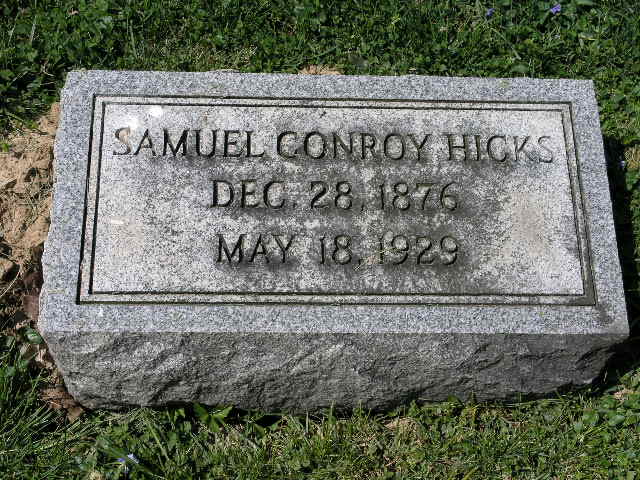 SAMUEL CONROY HICKS
DEC. 28, 1876
MAY 18, 1929